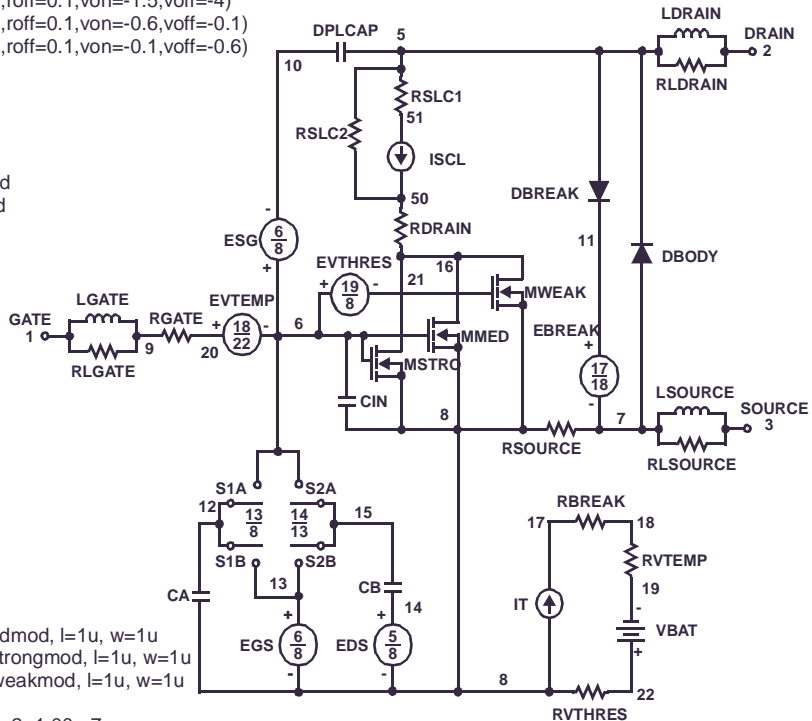 ,roff=0.1,von=-1.5,voff=-4)
,roff=0.1,von=-0.6,voff=-0.1)
,roff=0.1,von=-0.1,voff=-0.6)
LDRAIN
DPLCAP
5
DRAIN
2
10
RLDRAIN
RSLC1
51
RSLC2
ISCL
d
d
50
DBREAK
-
RDRAIN
ESG
6
8
11
DBODY
+
EVTHRES
16
21
+
19
8
-
MWEAK
LGATE
EVTEMP
GATE
1
RGATE
+
18
22
-
6
EBREAK
MMED
+
9
20
MSTRO
17
18
RLGATE
-
LSOURCE
CIN
8
7
SOURCE
3
RSOURCE
RLSOURCE
S1A
S2A
12
13
8
14
13
15
RBREAK
17
18
S1B
S2B
RVTEMP
13
CB
19
CA
14
IT
-
+
+
VBAT
dmod, l=1u, w=1u
EGS
6
8
EDS
5
8
+
trongmod, l=1u, w=1u
-
-
8
weakmod, l=1u, w=1u
22
RVTHRES